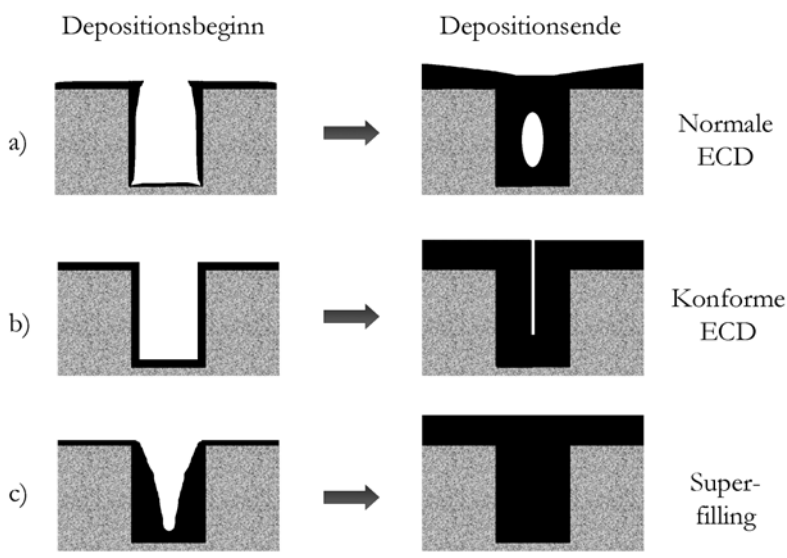 Depositionsbeginn
Depositionsende
a)
Normale
ECD
b)
Konforme
ECD
c)
Super-
filling